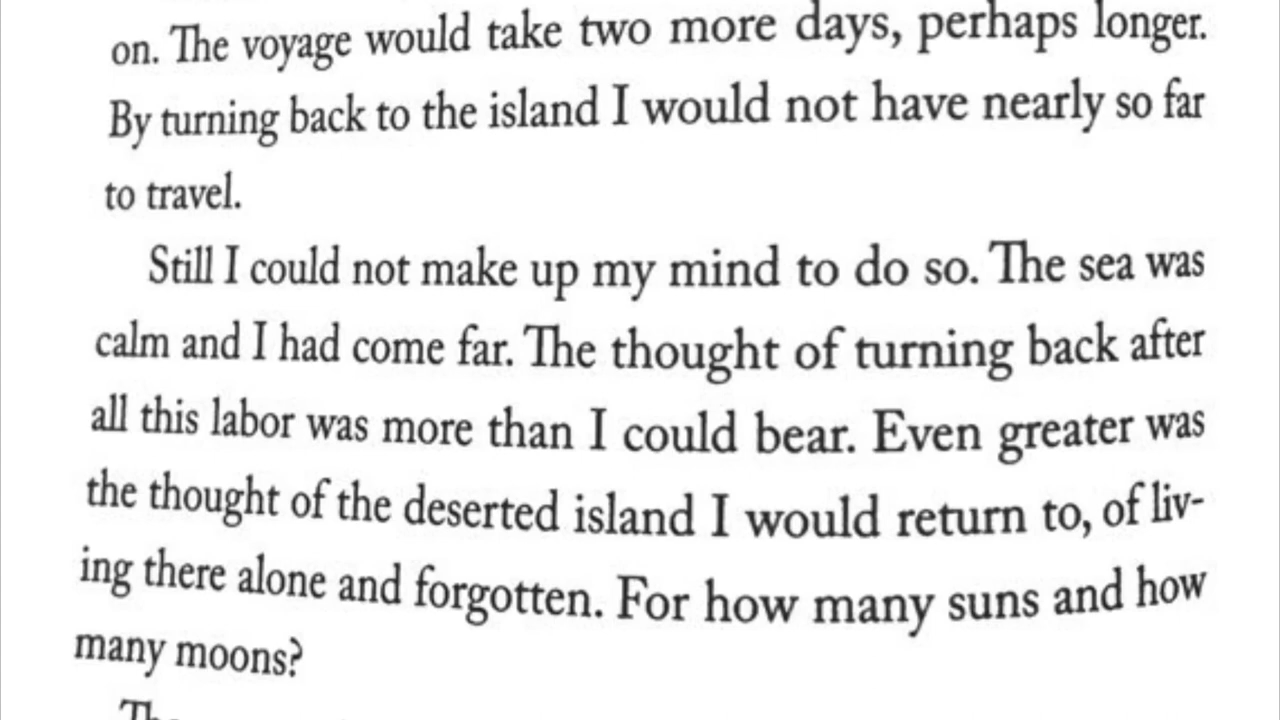 on. The voyage would take two more days, perhaps longer.
By turning back to the island I would not have nearly so far
to travel.
Still I could not make up my mind to do so. The sea was
calm and I had come far. The thought of turning back after
all this labor was more than I could bear. Even greater was
the thought of the deserted island I would return to, of liv-
ing there alone and forgotten. For how many suns and how
many moons?